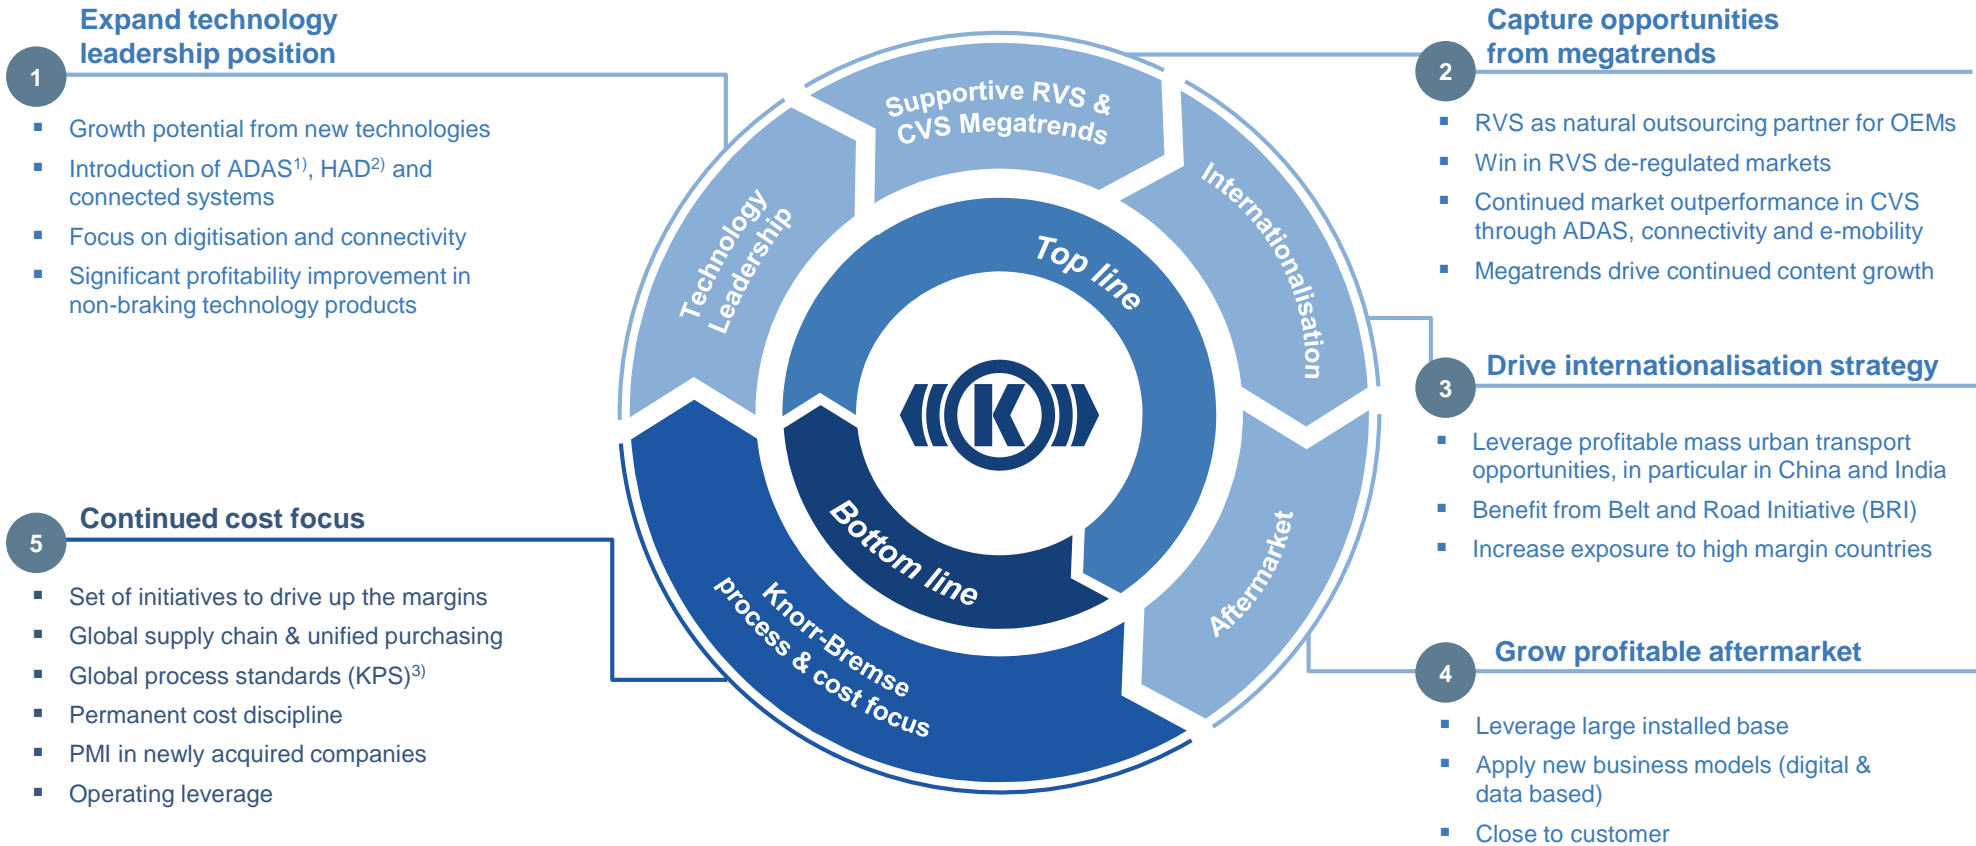 Expand technology
leadership position
1
▪ Growth potential from new technologies
▪ Introduction of ADAS1), HAD2) and
connected systems
▪ Focus on digitisation and connectivity
▪ Significant profitability improvement in
non-braking technology products
Capture opportunities
from megatrends
2
▪ RVS as natural outsourcing partner for OEMs
▪ Win in RVS de-regulated markets
▪ Continued market outperformance in CVS
through ADAS, connectivity and e-mobility
▪ Megatrends drive continued content growth
Drive internationalisation strategy
3
▪ Leverage profitable mass urban transport
opportunities, in particular in China and India
▪ Benefit from Belt and Road Initiative (BRI)
▪ Increase exposure to high margin countries
Grow profitable aftermarket
4
▪ Leverage large installed base
▪ Apply new business models (digital &
data based)
▪ Close to customer
Continued cost focus
5
▪ Set of initiatives to drive up the margins
▪ Global supply chain & unified purchasing
▪ Global process standards (KPS)3)
▪ Permanent cost discipline
▪ PMI in newly acquired companies
▪ Operating leverage
Supportive RVS &
CVS Megatrends
Technology
Leadership
Internationalisation
Aftermarket
Knorr-Bremse
process & cost focus
Top line
Bottom line
K